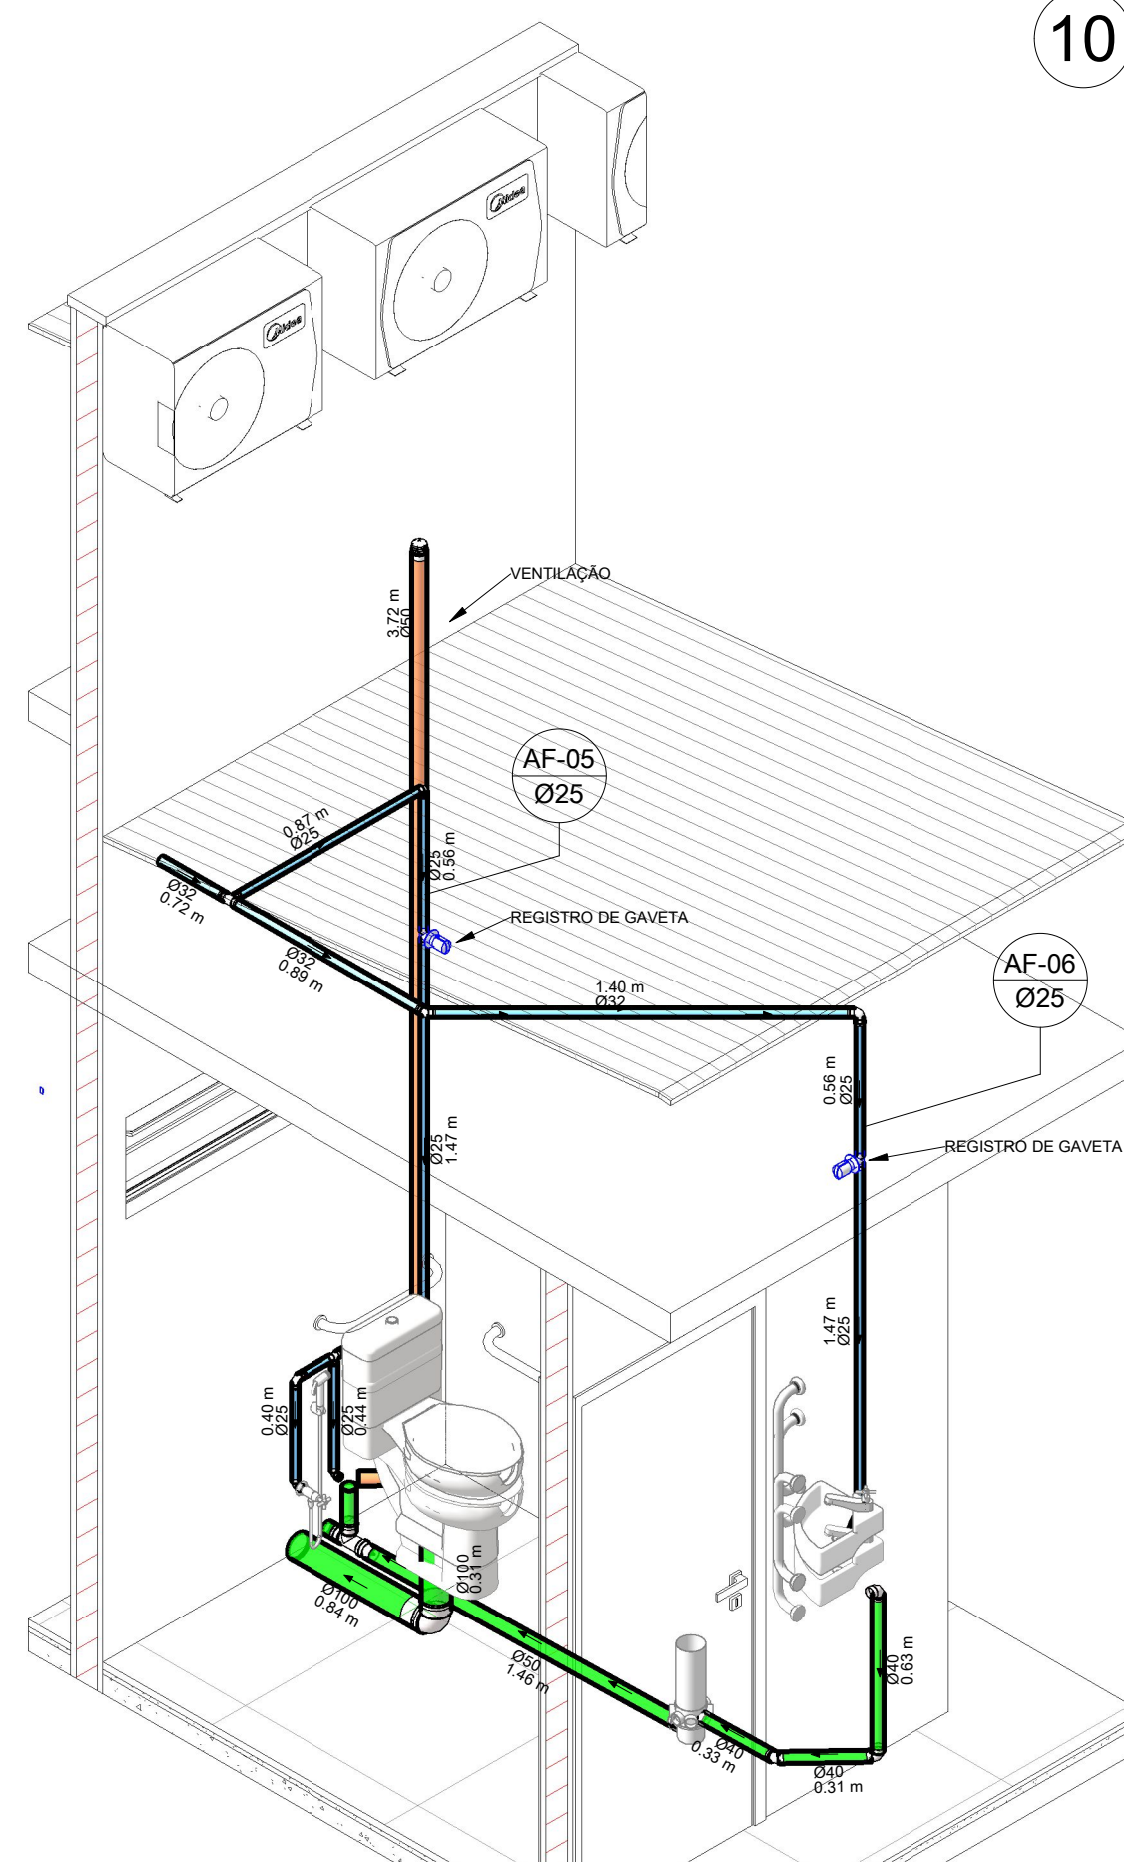 10
Midea
Midea
VENTILAÇÃO
3.72 m
Ø50
AF-05
Ø25
0.87 m
Ø25
Ø25
0.56 m
Ø32
0.72 m
REGISTRO DE GAVETA
Ø32
0.89 m
1.40 m
Ø32
AF-06
Ø25
0.56 m
Ø25
Ø25
1.47 m
REGISTRO DE GAVETA
1.47 m
Ø25
0.40 m
Ø25
Ø25
0.44 m
Ø100
0.31 m
Ø100
0.84 m
Ø50
1.46 m
Ø40
0.63 m
Ø40
0.33 m
Ø40
0.31 m